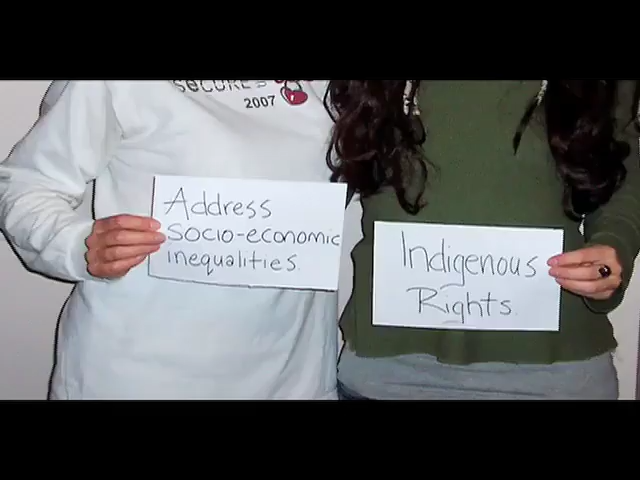 SECURE
2007
Address
socio-economic
inequalities.
Indigenous
Rights.